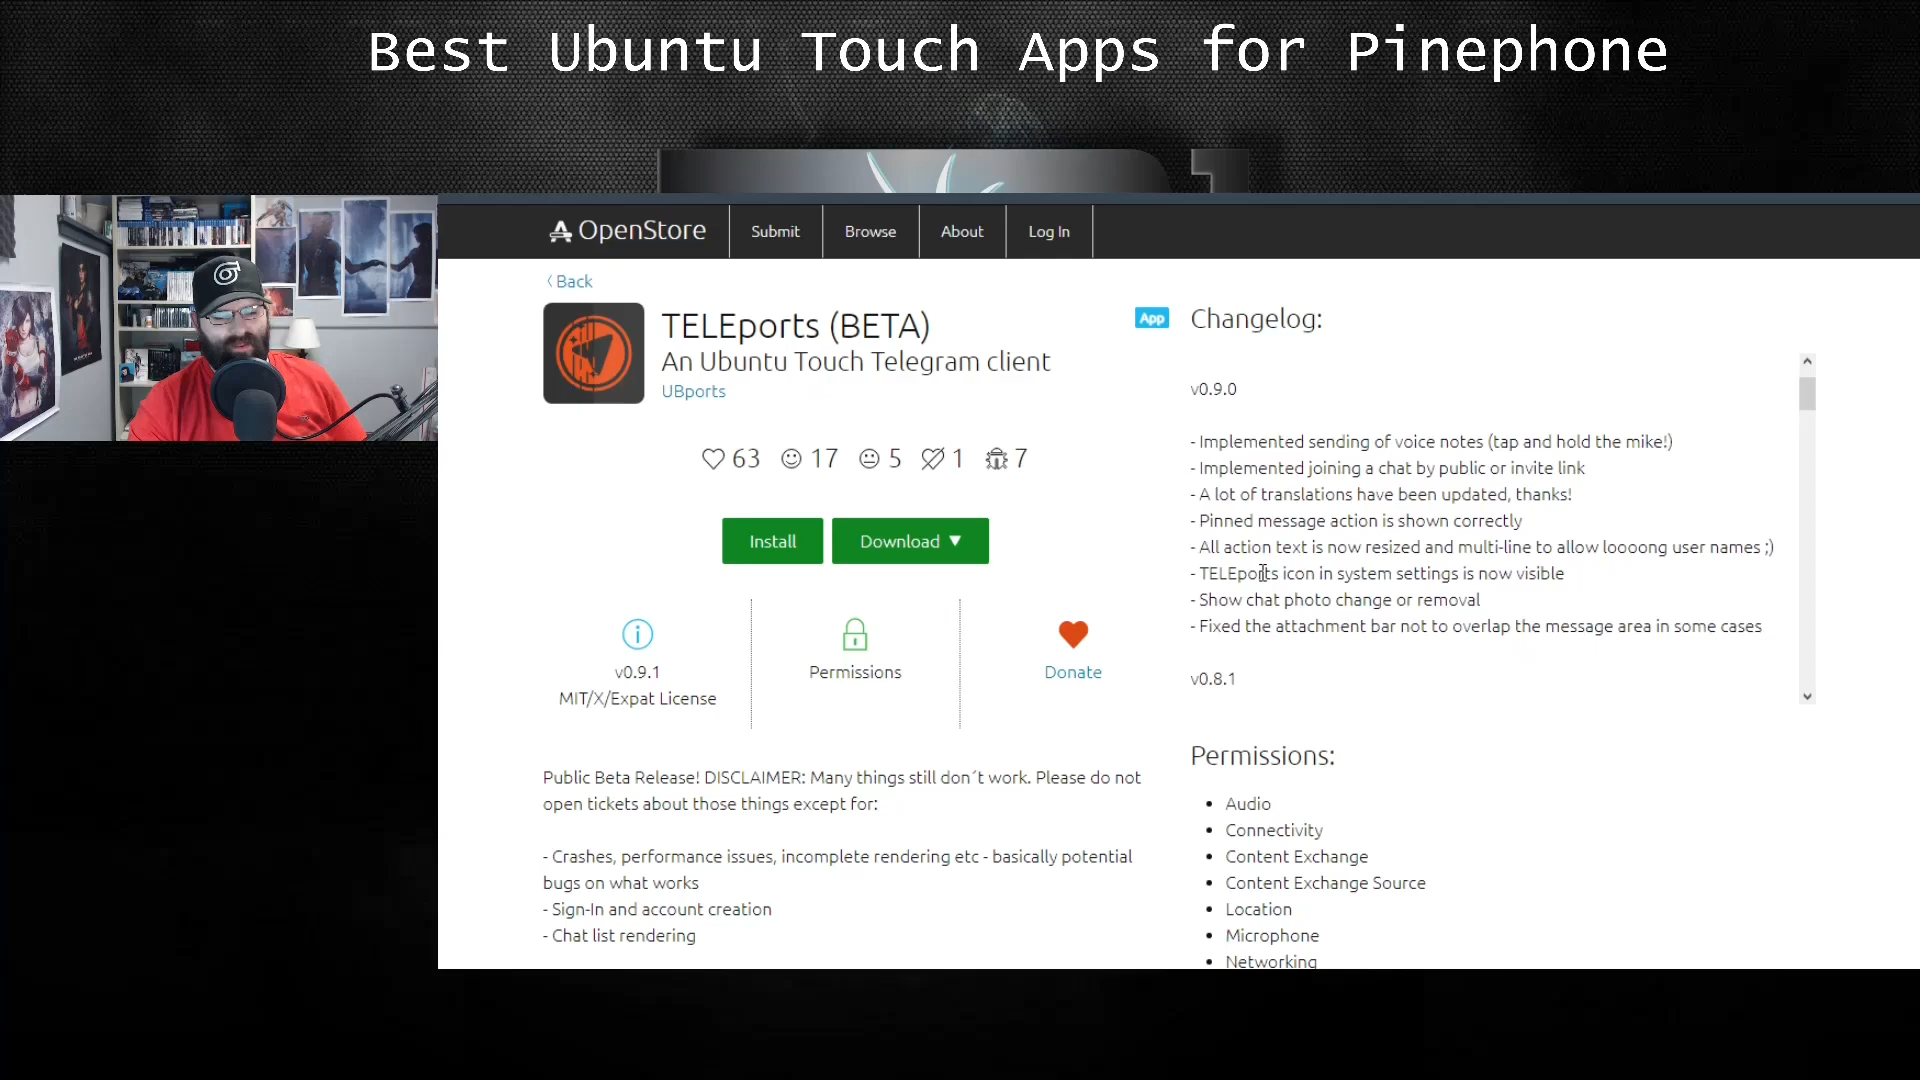 Best Ubuntu Touch Apps for Pinephone
OpenStore
Submit
Browse
About
Log In
Back
TELEports (BETA)
An Ubuntu Touch Telegram client
UBports
App
63
17
5
1
7
Install
Download ▼
v0.9.1
MIT/X/Expat License
Permissions
Donate
Public Beta Release! DISCLAIMER: Many things still don´t work. Please do not
open tickets about those things except for:
- Crashes, performance issues, incomplete rendering etc - basically potential
bugs on what works
- Sign-In and account creation
- Chat list rendering
Changelog:
v0.9.0
- Implemented sending of voice notes (tap and hold the mike!)
- Implemented joining a chat by public or invite link
- A lot of translations have been updated, thanks!
- Pinned message action is shown correctly
- All action text is now resized and multi-line to allow loooong user names ;)
- TELEports icon in system settings is now visible
- Show chat photo change or removal
- Fixed the attachment bar not to overlap the message area in some cases
v0.8.1
Permissions:
• Audio
• Connectivity
• Content Exchange
• Content Exchange Source
• Location
• Microphone
• Networking